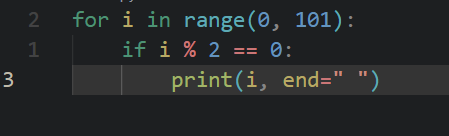 2 for i in range(0, 101):
1     if i % 2 == 0:
3         print(i, end=" ")